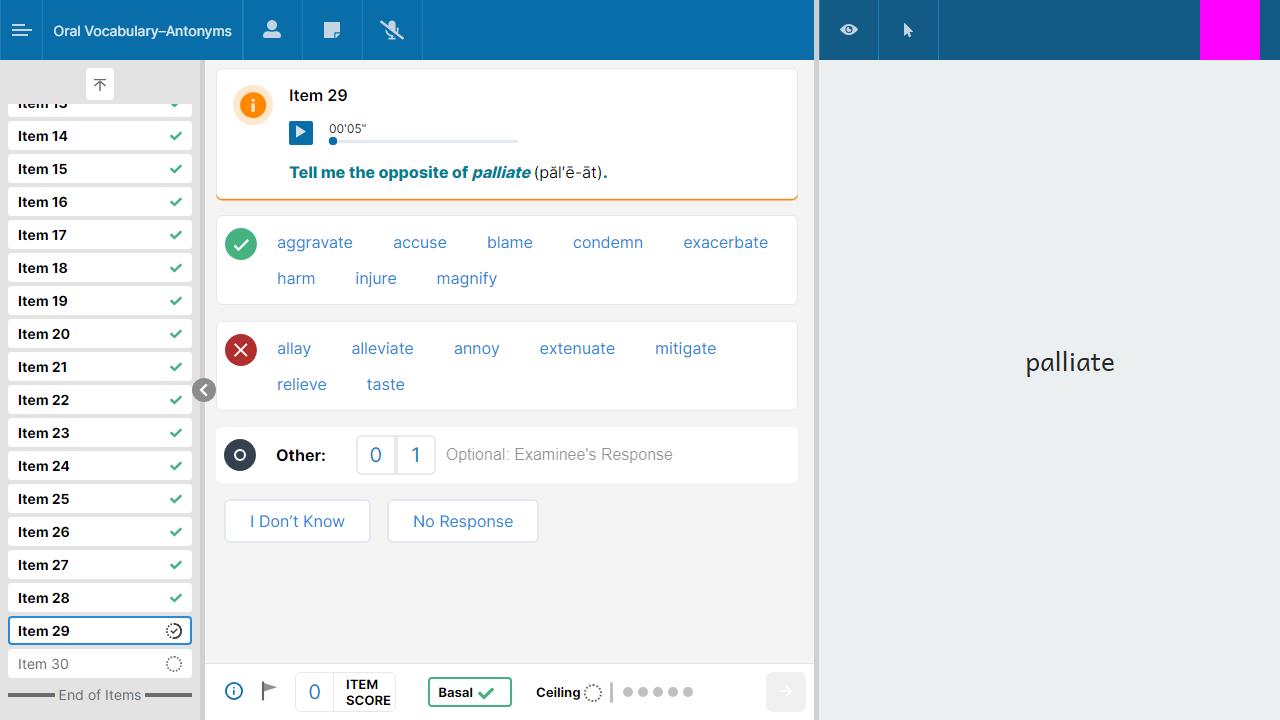 Oral Vocabulary–Antonyms
Item 13
Item 14
Item 15
Item 16
Item 17
Item 18
Item 19
Item 20
Item 21
Item 22
Item 23
Item 24
Item 25
Item 26
Item 27
Item 28
Item 29
Item 30
End of Items
Item 29
00'05"
Tell me the opposite of palliate (păl′ē-āt).
aggravate accuse blame condemn exacerbate
harm injure magnify
allay alleviate annoy extenuate mitigate
relieve taste
Other: 0 1 Optional: Examinee's Response
I Don’t Know No Response
0 ITEM SCORE Basal Ceiling
palliate